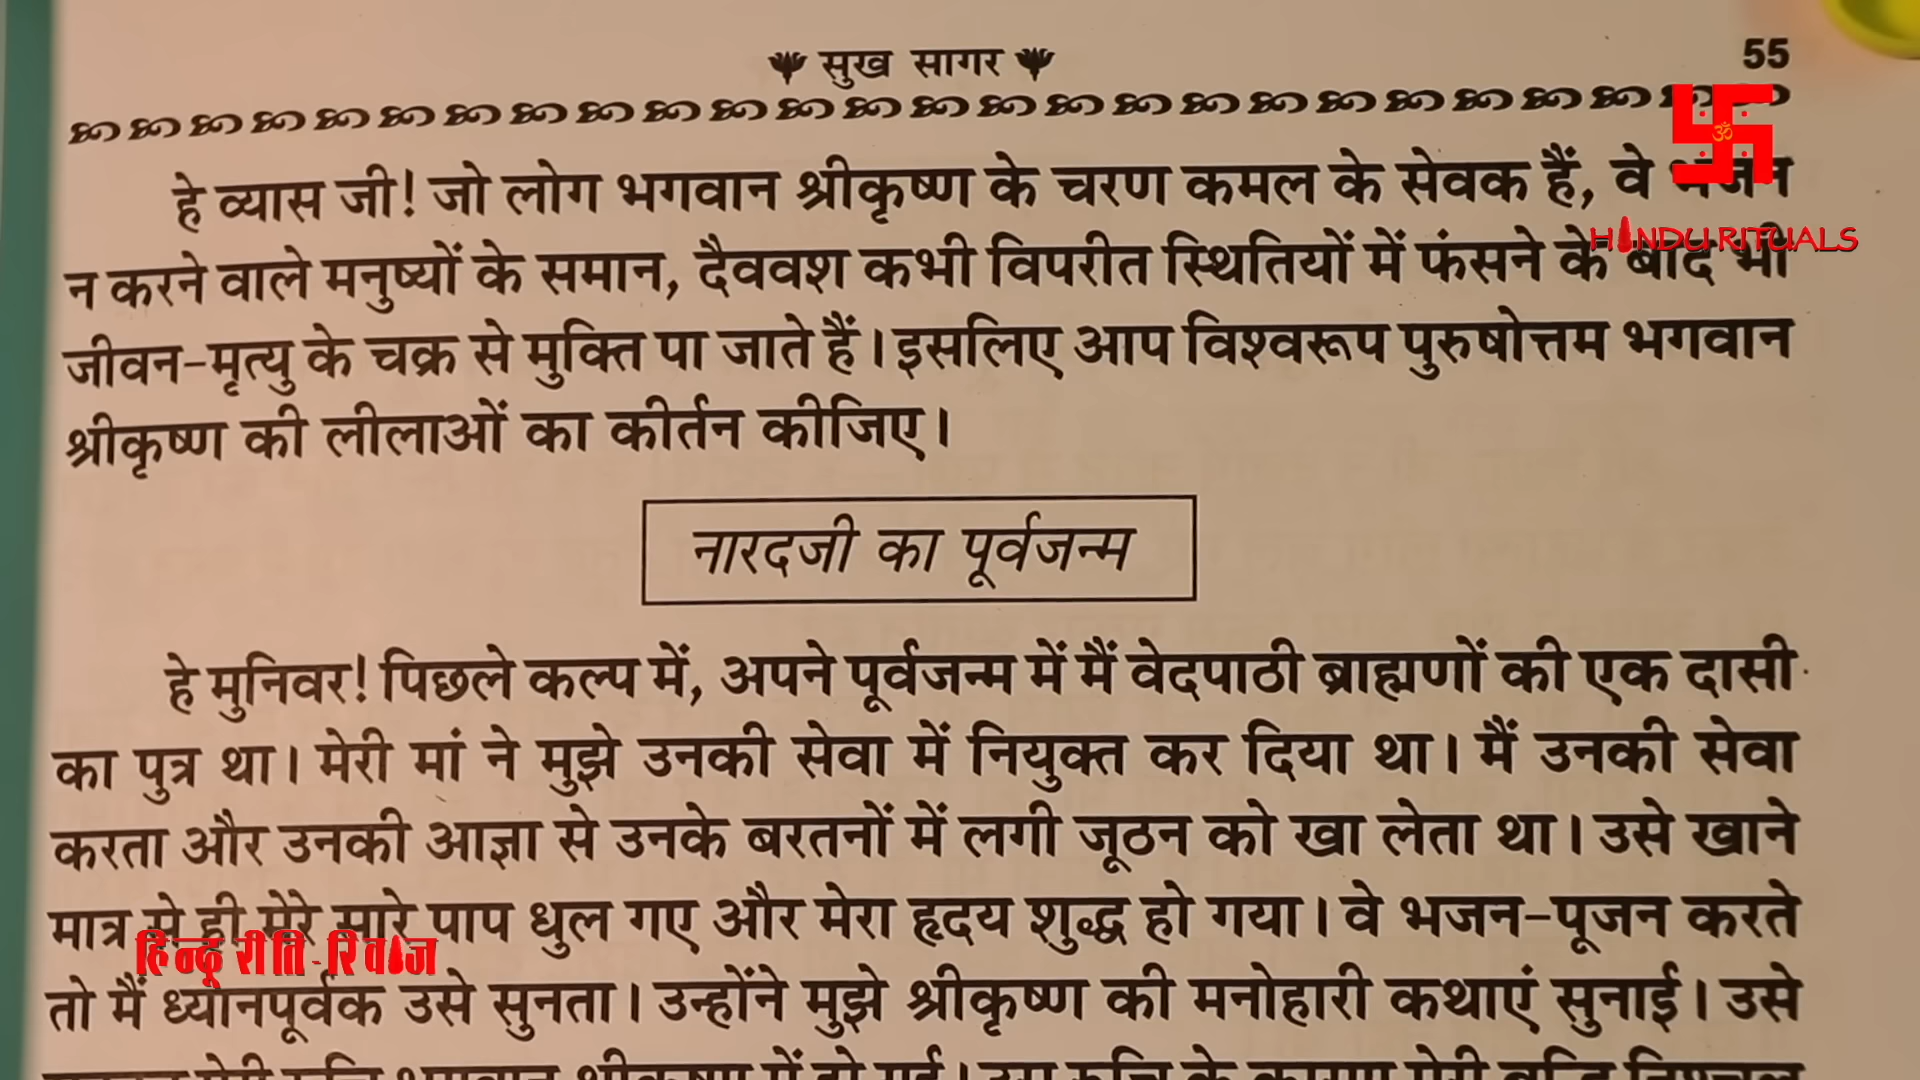 सुख सागर 55
हे व्यास जी! जो लोग भगवान श्रीकृष्ण के चरण कमल के सेवक हैं, वे भजन
न करने वाले मनुष्यों के समान, दैववश कभी विपरीत स्थितियों में फंसने के बाद भी
HINDU RITUALS
जीवन-मृत्यु के चक्र से मुक्ति पा जाते हैं। इसलिए आप विश्वरूप पुरुषोत्तम भगवान
श्रीकृष्ण की लीलाओं का कीर्तन कीजिए।
नारदजी का पूर्वजन्म
हे मुनिवर! पिछले कल्प में, अपने पूर्वजन्म में मैं वेदपाठी ब्राह्मणों की एक दासी
का पुत्र था। मेरी मां ने मुझे उनकी सेवा में नियुक्त कर दिया था। मैं उनकी सेवा
करता और उनकी आज्ञा से उनके बरतनों में लगी जूठन को खा लेता था। उसे खाने
मात्र से ही मेरे सारे पाप धुल गए और मेरा हृदय शुद्ध हो गया। वे भजन-पूजन करते
हिन्दू रीति-रिवाज
तो मैं ध्यानपूर्वक उसे सुनता। उन्होंने मुझे श्रीकृष्ण की मनोहारी कथाएं सुनाई। उसे